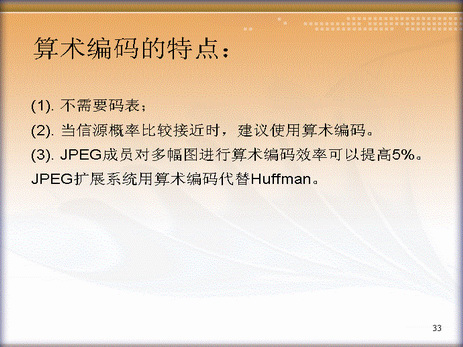 算术编码的特点：
(1). 不需要码表；
(2). 当信源概率比较接近时，建议使用算术编码。
(3). JPEG成员对多幅图进行算术编码效率可以提高5%。
JPEG扩展系统用算术编码代替Huffman。
33